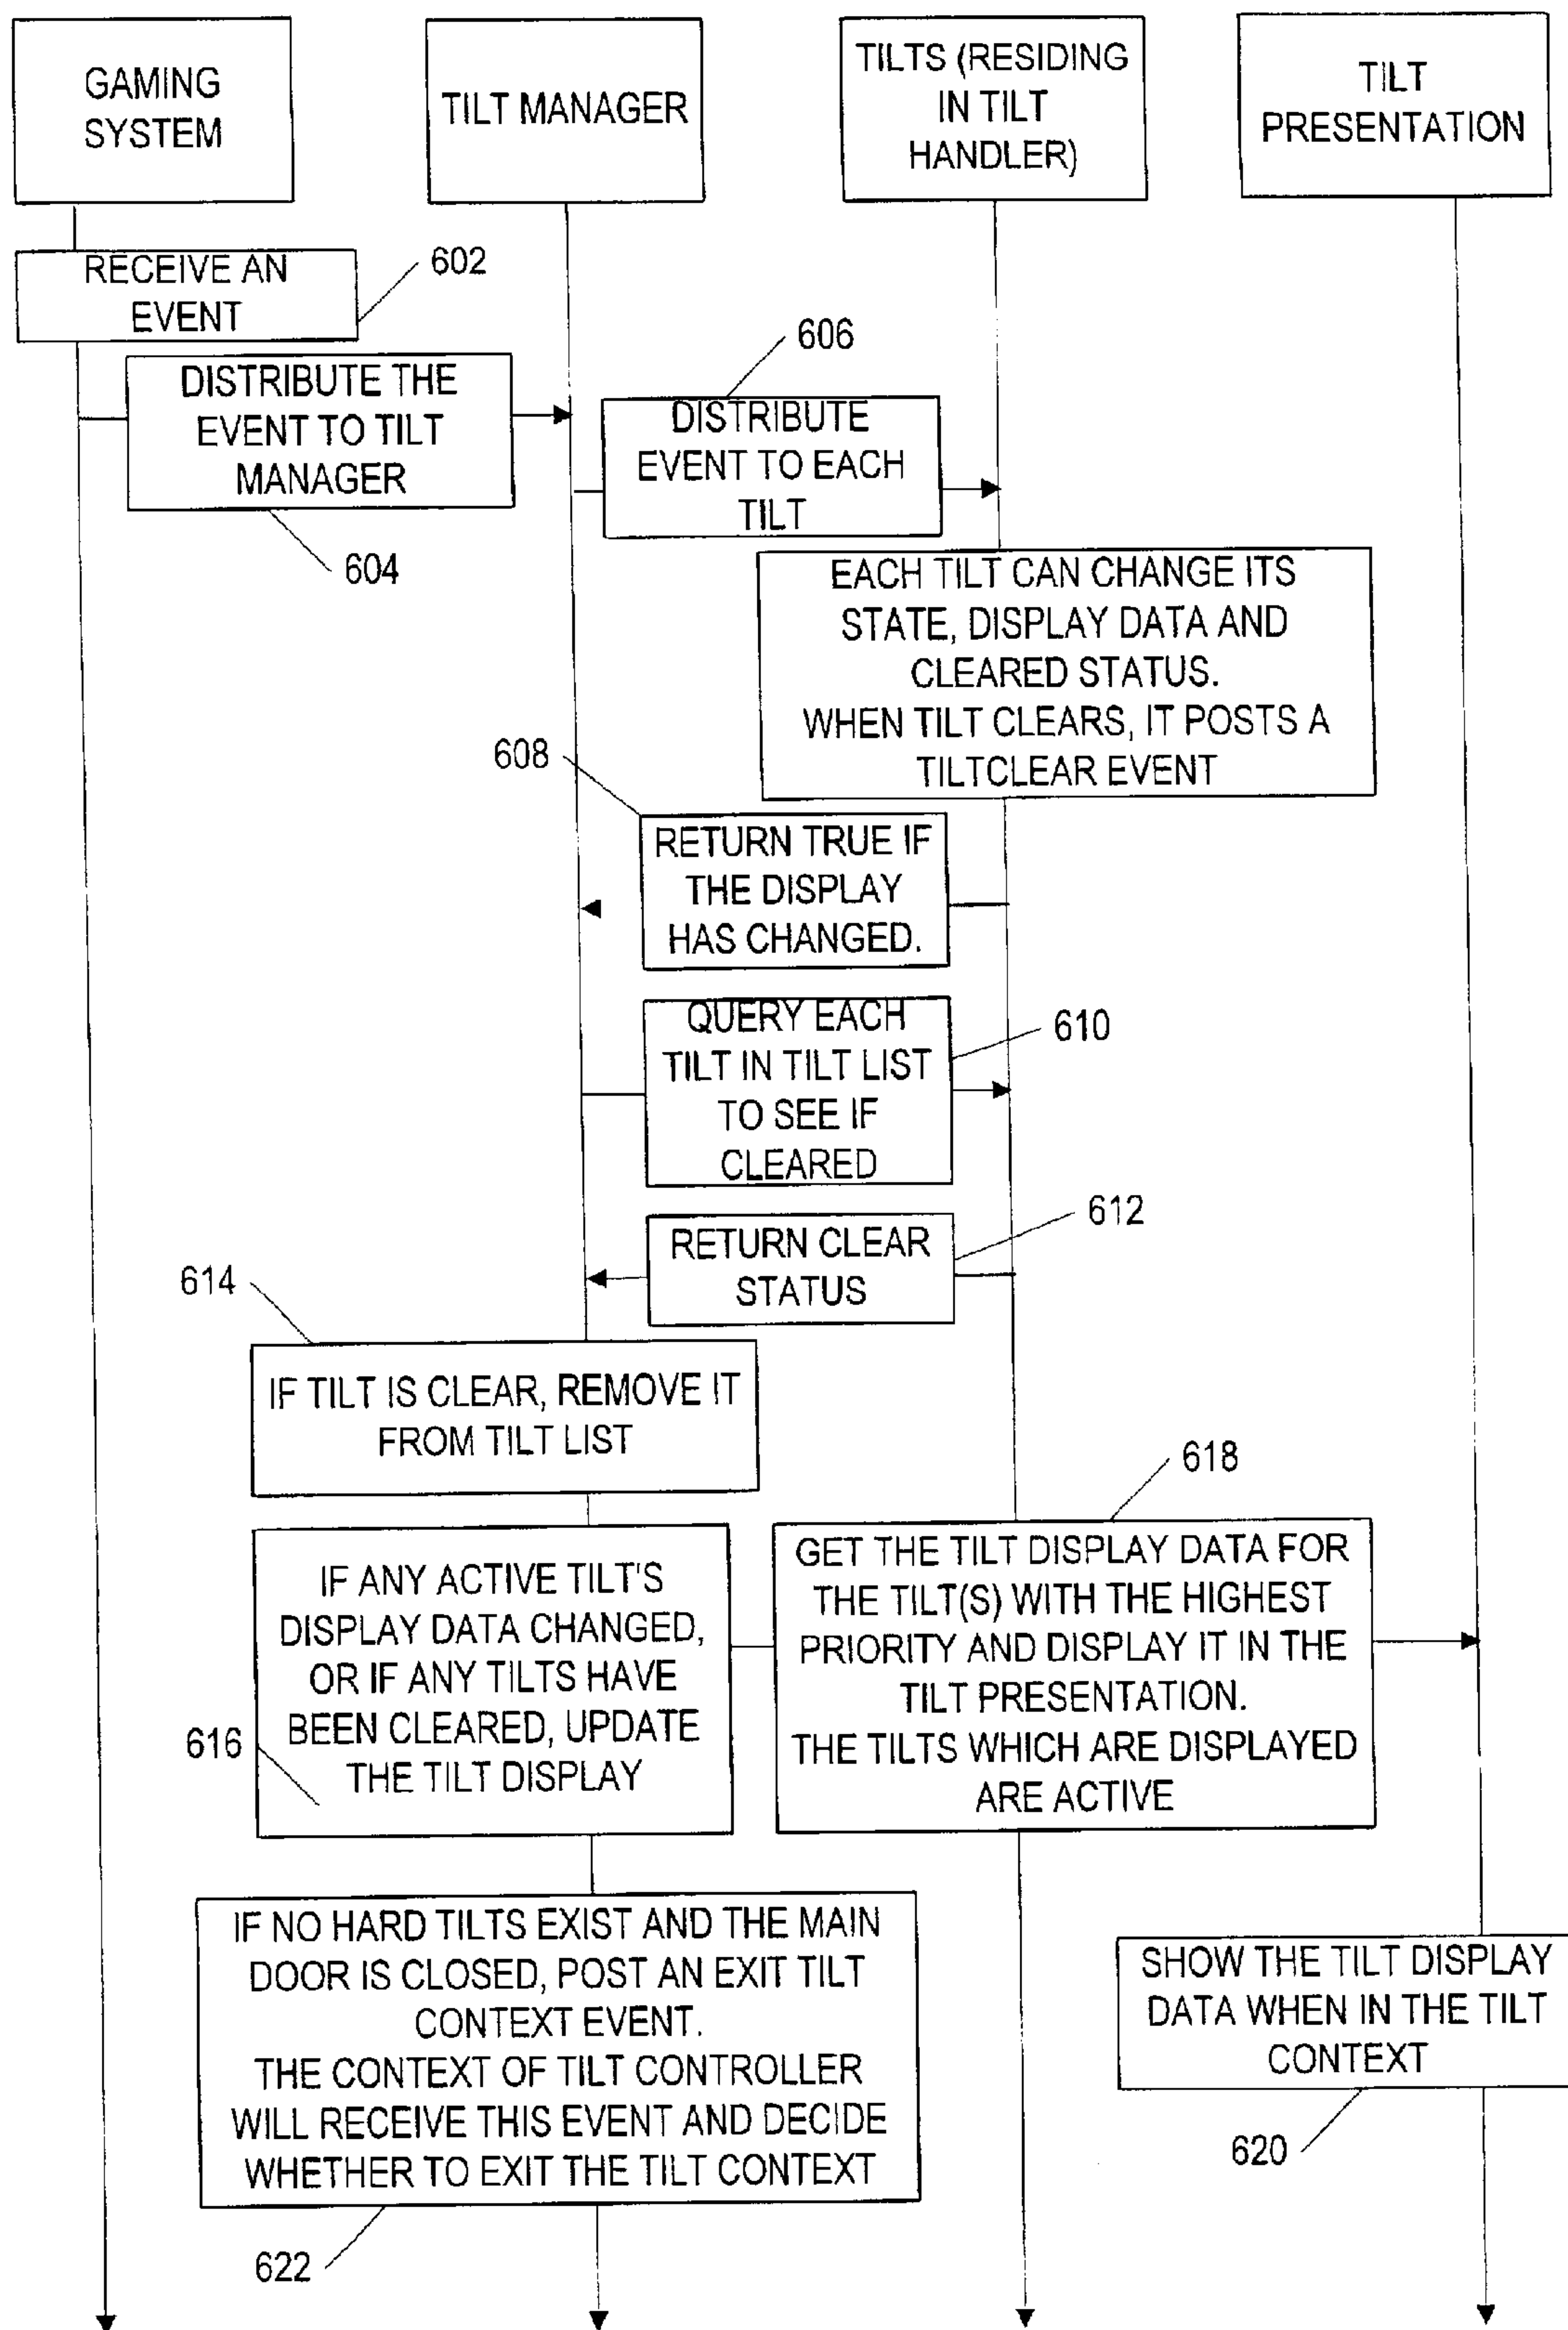 GAMING
SYSTEM
TILT MANAGER
TILTS (RESIDING
IN TILT
HANDLER)
TILT
PRESENTATION
RECEIVE AN
EVENT
602
DISTRIBUTE THE
EVENT TO TILT
MANAGER
604
606
DISTRIBUTE
EVENT TO EACH
TILT
EACH TILT CAN CHANGE ITS
STATE, DISPLAY DATA AND
CLEARED STATUS.
WHEN TILT CLEARS, IT POSTS A
TILTCLEAR EVENT
608
RETURN TRUE IF
THE DISPLAY
HAS CHANGED.
QUERY EACH
TILT IN TILT LIST
TO SEE IF
CLEARED
610
RETURN CLEAR
STATUS
612
614
IF TILT IS CLEAR, REMOVE IT
FROM TILT LIST
IF ANY ACTIVE TILT'S
DISPLAY DATA CHANGED,
OR IF ANY TILTS HAVE
BEEN CLEARED, UPDATE
THE TILT DISPLAY
616
618
GET THE TILT DISPLAY DATA FOR
THE TILT(S) WITH THE HIGHEST
PRIORITY AND DISPLAY IT IN THE
TILT PRESENTATION.
THE TILTS WHICH ARE DISPLAYED
ARE ACTIVE
IF NO HARD TILTS EXIST AND THE MAIN
DOOR IS CLOSED, POST AN EXIT TILT
CONTEXT EVENT.
THE CONTEXT OF TILT CONTROLLER
WILL RECEIVE THIS EVENT AND DECIDE
WHETHER TO EXIT THE TILT CONTEXT
622
SHOW THE TILT DISPLAY
DATA WHEN IN THE TILT
CONTEXT
620